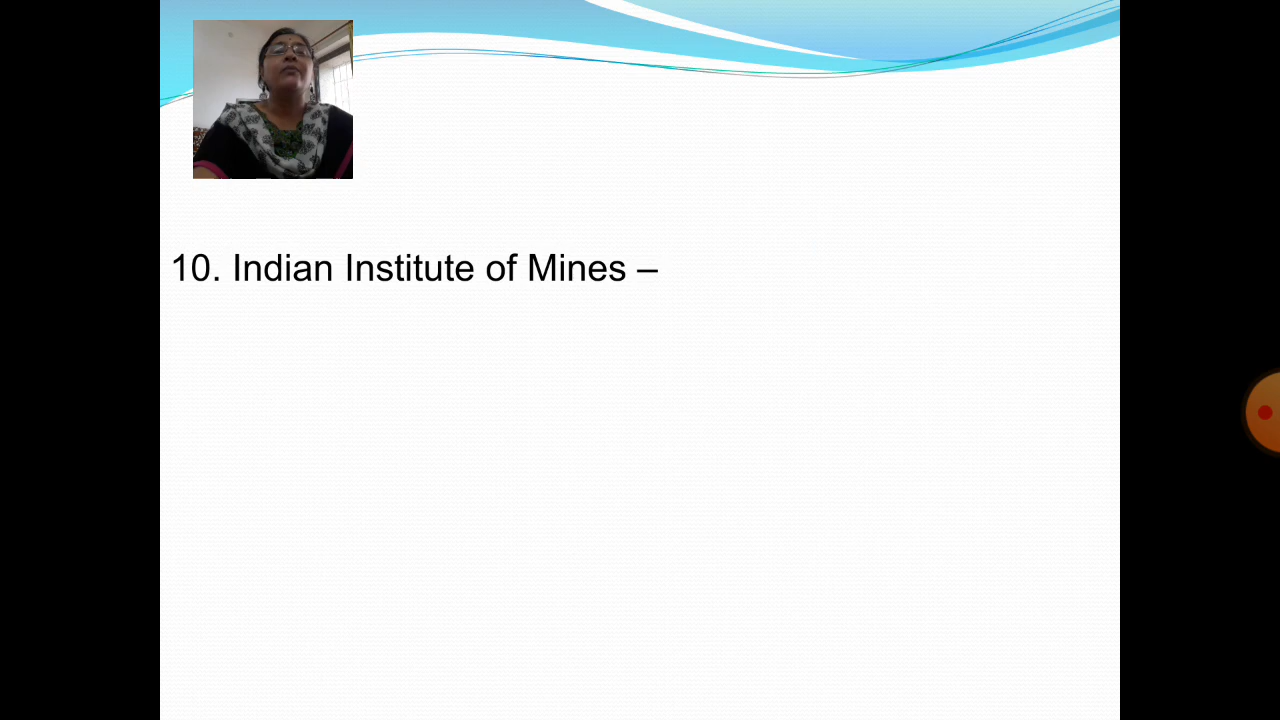 10. Indian Institute of Mines –